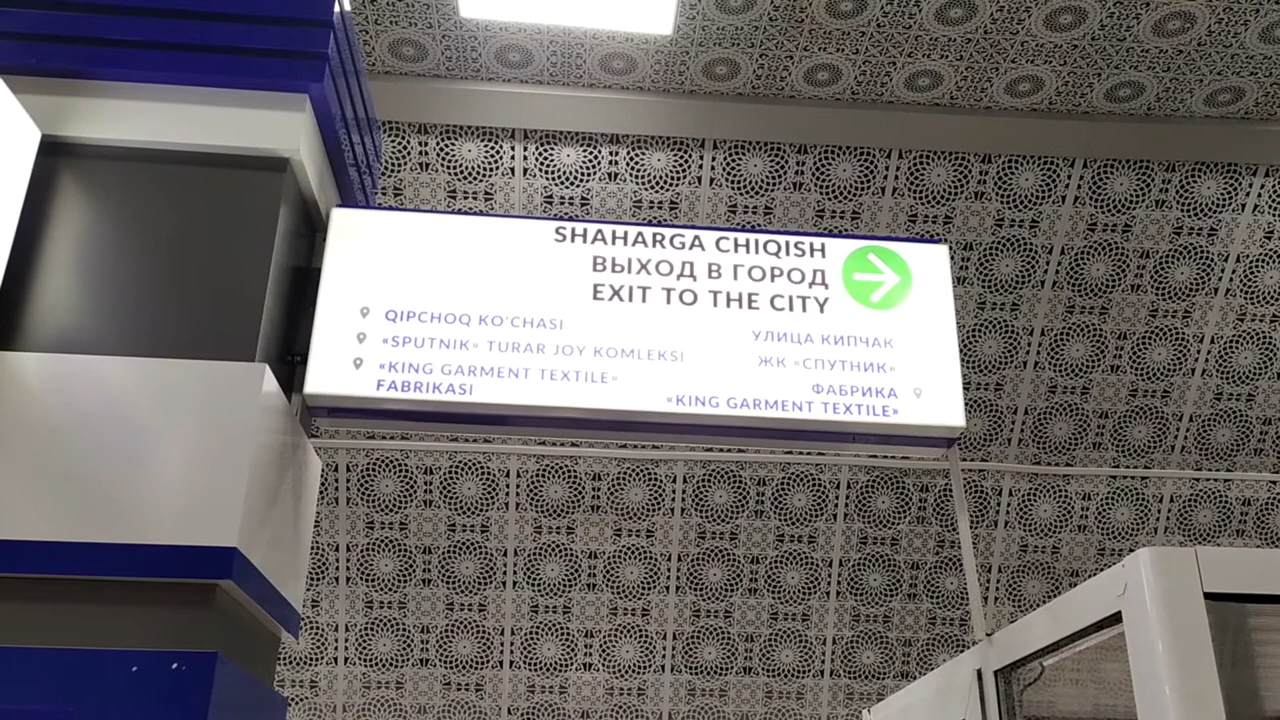 SHAHARGA CHIQISH
ВЫХОД В ГОРОД
EXIT TO THE CITY
QIPCHOQ KO'CHASI
«SPUTNIK» TURAR JOY KOMLEKSI
«KING GARMENT TEXTILE»
FABRIKASI
УЛИЦА КИПЧАК
ЖК «СПУТНИК»
ФАБРИКА
«KING GARMENT TEXTILE»